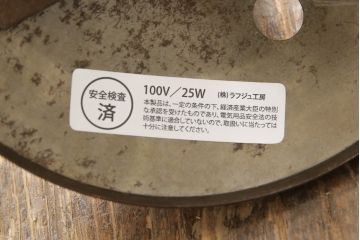 安全検査
済
100V/25W (株)ラフジュ工房
本製品は、一定の条件の下、経済産業大臣の特別
な承認を受けたものであり、電気用品安全法の技
術基準に適合していないので、取扱いに当たっては
十分に注意してください。